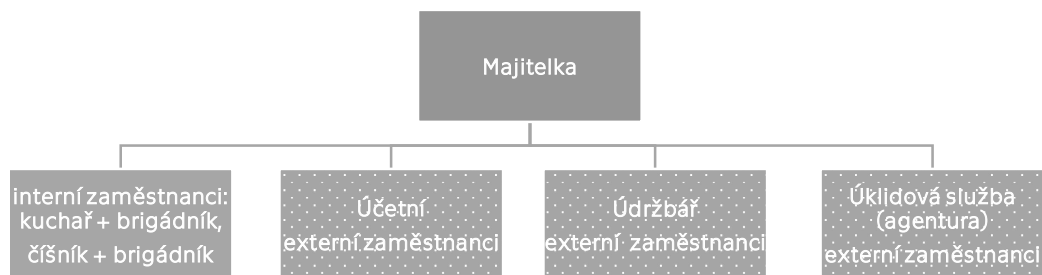 Majitelka
interní zaměstnanci:
kuchař + brigádník,
číšník + brigádník
Účetní
externí zaměstnanci
Údržbář
externí zaměstnanci
Úklidová služba
(agentura)
externí zaměstnanci